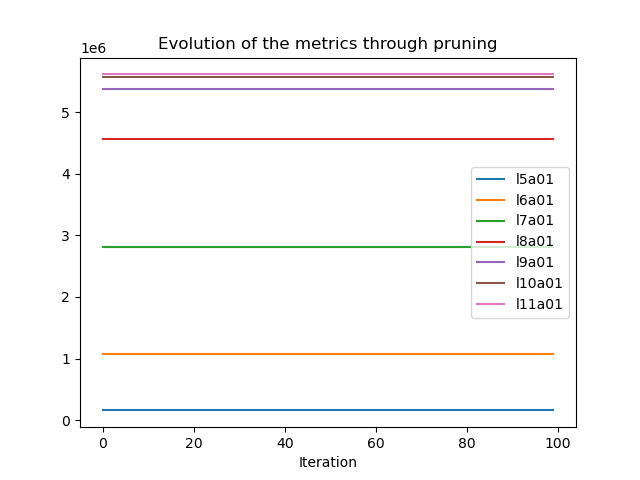 Evolution of the metrics through pruning
1e6
5
4
3
2
1
0
l5a01
l6a01
l7a01
l8a01
l9a01
l10a01
l11a01
0 20 40 60 80 100
Iteration